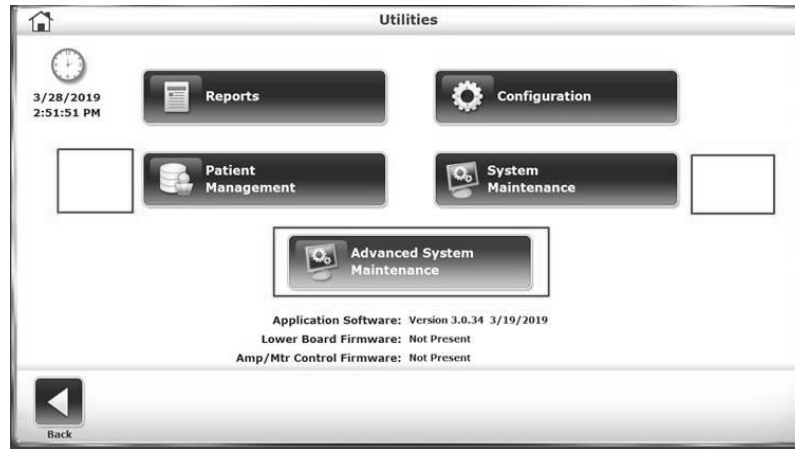 Utilities
3/28/2019
2:51:51 PM
Reports
Configuration
Patient
Management
System
Maintenance
Advanced System
Maintenance
Application Software: Version 3.0.34 3/19/2019
Lower Board Firmware: Not Present
Amp/Mtr Control Firmware: Not Present
Back